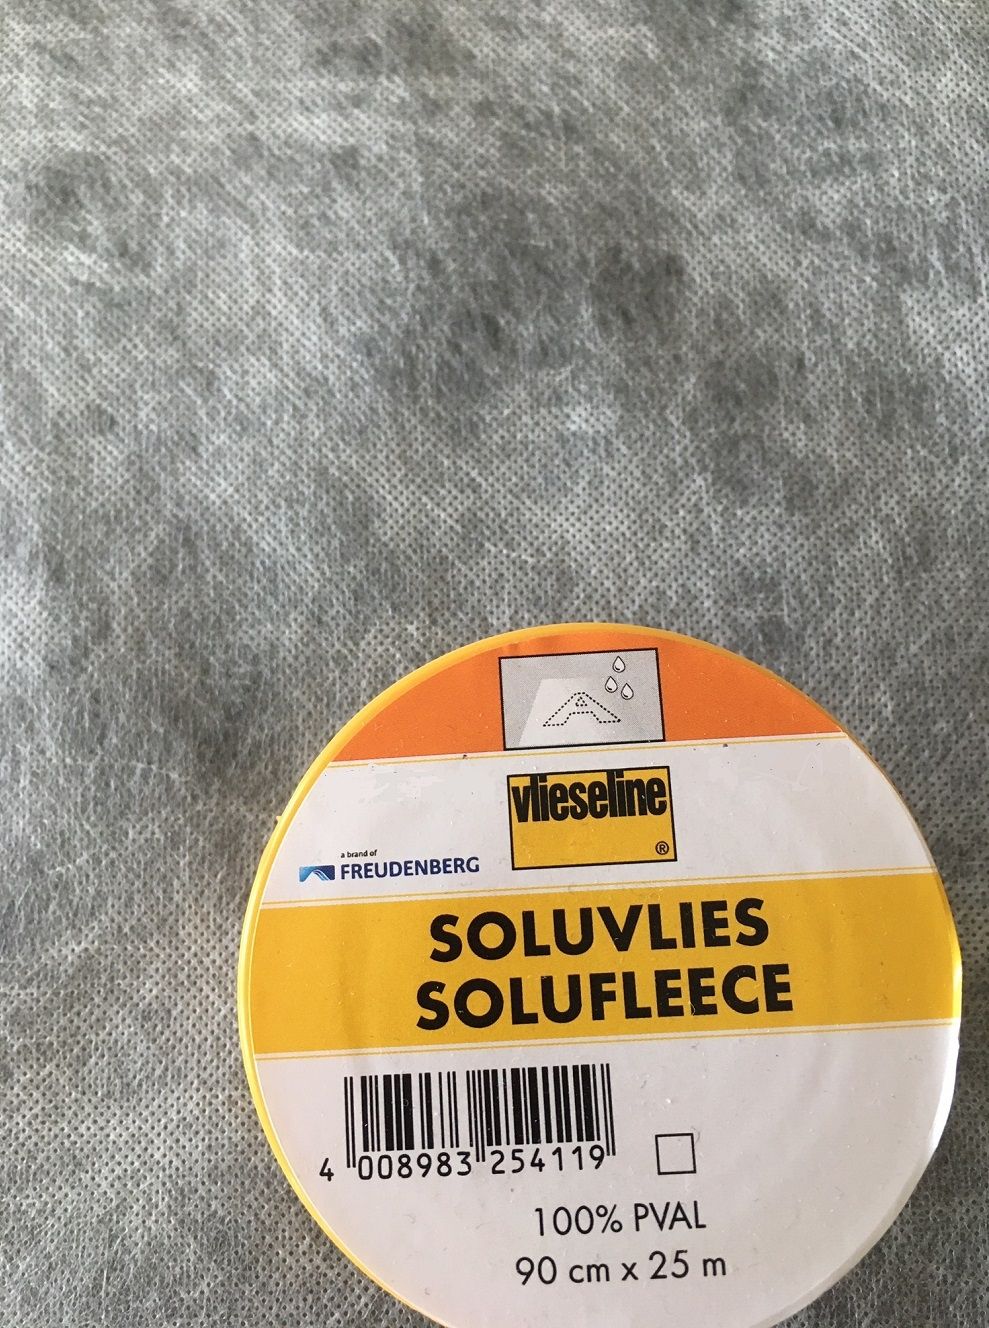 vlieseline
®
a brand of
FREUDENBERG
SOLUVLIES
SOLUFLEECE
4 008983 254119
100% PVAL
90 cm x 25 m